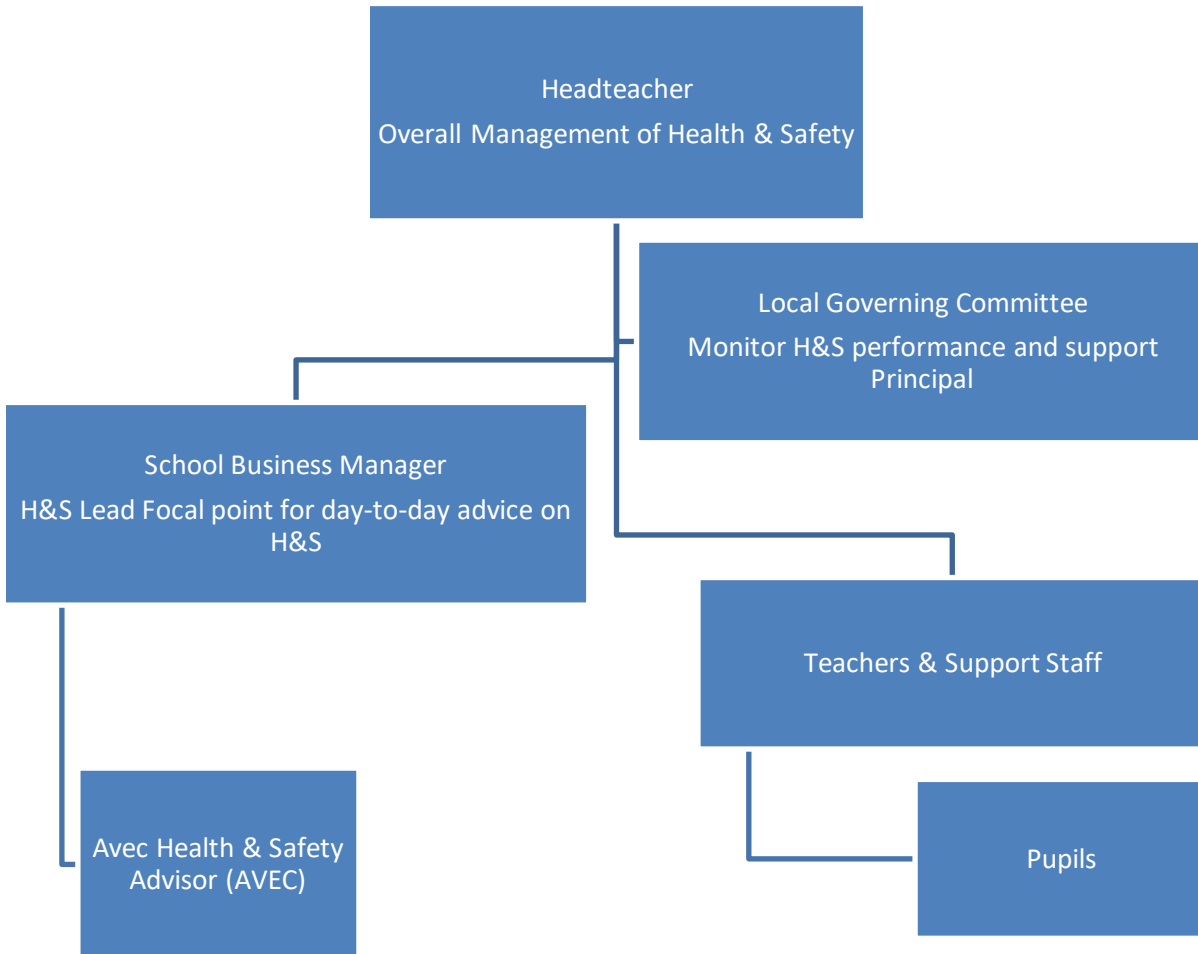 Headteacher
Overall Management of Health & Safety
Local Governing Committee
Monitor H&S performance and support
Principal
School Business Manager
H&S Lead Focal point for day-to-day advice on
H&S
Teachers & Support Staff
Avec Health & Safety
Advisor (AVEC)
Pupils